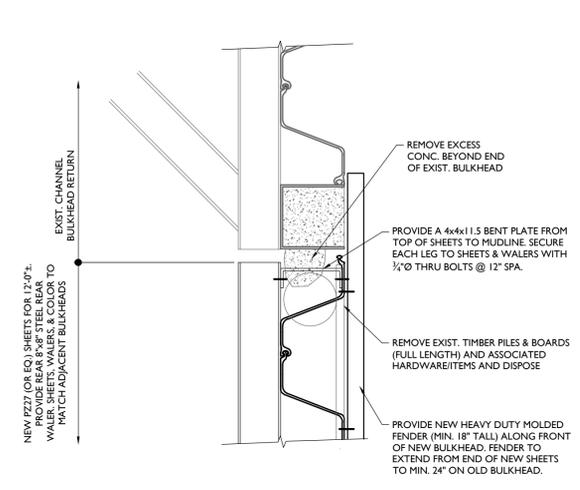 EXIST. CHANNEL
BULKHEAD RETURN
NEW PZ27 (OR EQ.) SHEETS FOR 12'-0"±.
PROVIDE REAR 8"x8" STEEL REAR
WALER. SHEETS, WALERS, & COLOR TO
MATCH ADJACENT BULKHEADS
REMOVE EXCESS
CONC. BEYOND END
OF EXIST. BULKHEAD
PROVIDE A 4x4x11.5 BENT PLATE FROM
TOP OF SHEETS TO MUDLINE. SECURE
EACH LEG TO SHEETS & WALERS WITH
¾"Ø THRU BOLTS @ 12" SPA.
REMOVE EXIST. TIMBER PILES & BOARDS
(FULL LENGTH) AND ASSOCIATED
HARDWARE/ITEMS AND DISPOSE
PROVIDE NEW HEAVY DUTY MOLDED
FENDER (MIN. 18" TALL) ALONG FRONT
OF NEW BULKHEAD. FENDER TO
EXTEND FROM END OF NEW SHEETS
TO MIN. 24" ON OLD BULKHEAD.